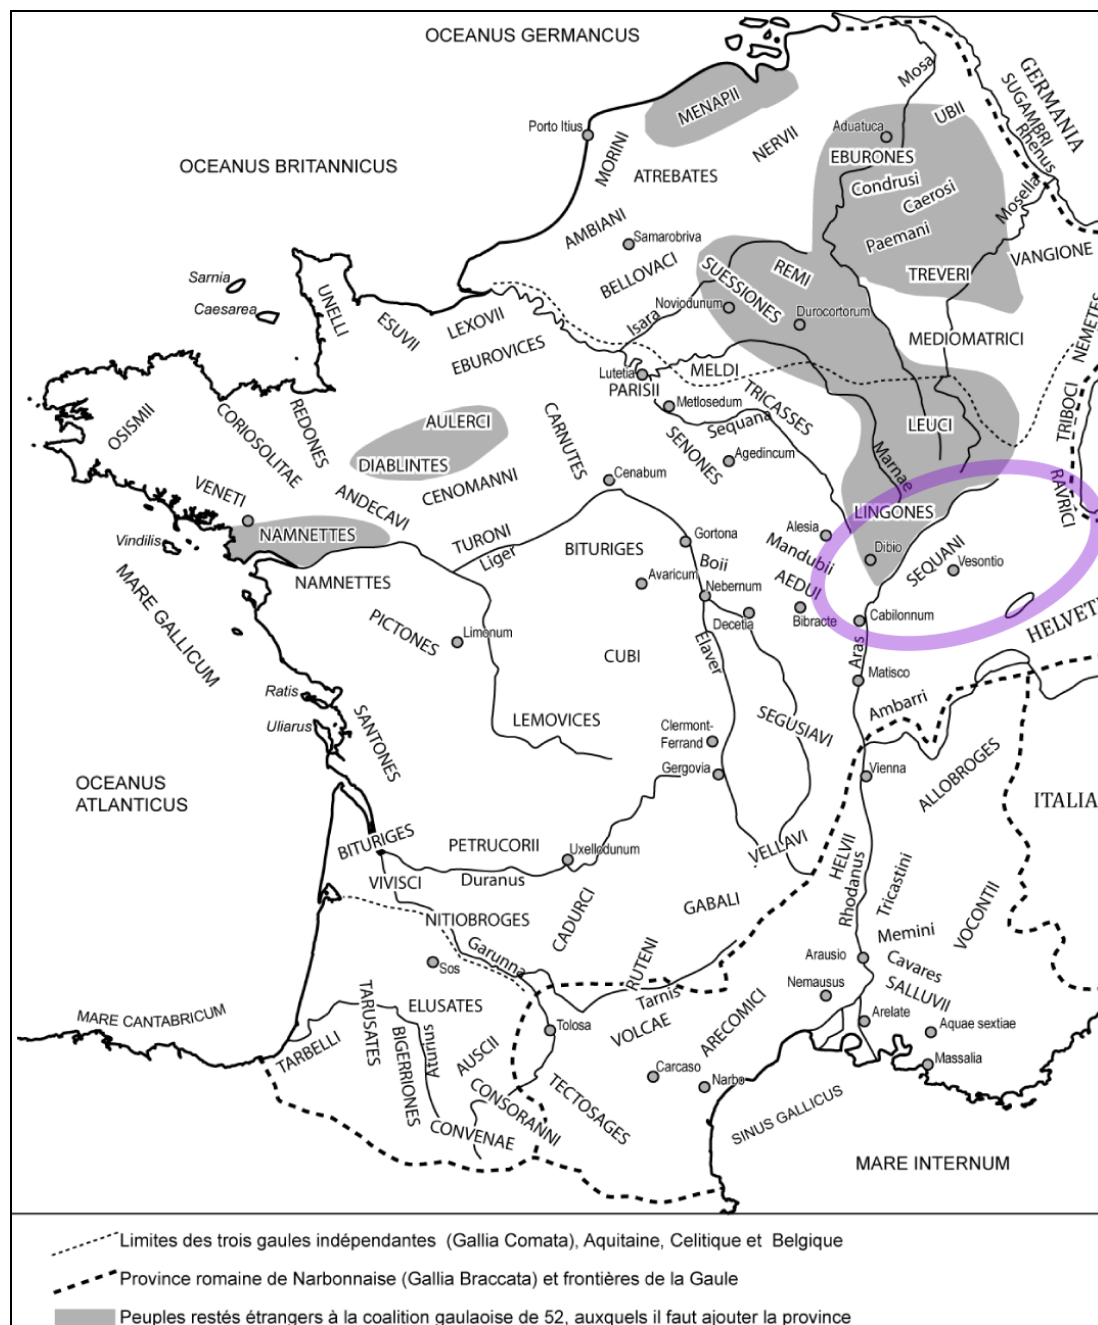 OCEANUS GERMANCUS
Mosa
GERMANIA
SUGAMBRI
Rhenus
UBII
MENAPII
Porto Itius
Aduatuca
NERVII
MORINI
EBURONES
OCEANUS BRITANNICUS
ATREBATES
Condrusi
Caerosi
Mosella
AMBIANI
Paemani
Samarobriva
VANGIONE
BELLOVACI
SUESSIONES
REMI
TREVERI
Sarnia
Caesarea
UNELLI
ESUVII
LEXOVII
Isara
Noviodunum
Durocortorum
NEMETES
EBUROVICES
MEDIOMATRICI
Lutetia
PARISII
MELDI
TRICASSES
TRIBOCI
Metlosedum
OSISMII
CORIOSOLITAE
REDONES
AULERCI
CARNUTES
Sequana
LEUCI
SENONES
DIABLINTES
Agedincum
Marnae
CENOMANNI
Cenabum
RAVRICI
VENETI
ANDECAVI
LINGONES
NAMNETTES
TURONI
Alesia
Vindilis
Liger
BITURIGES
Gortona
Mandubii
Dibio
SEQUANI
Boii
Vesontio
NAMNETTES
Avaricum
Nebernum
AEDUI
MARE GALLICUM
PICTONES
Decetia
Bibracte
Cabilonnum
HELVETI
Limonum
Elaver
CUBI
Aras
Matisco
Ratis
Ambarri
Uliarus
SANTONES
LEMOVICES
SEGUSIAVI
Clermont-
Ferrand
Gergovia
Vienna
ALLOBROGES
OCEANUS
ATLANTICUS
ITALIA
BITURIGES
PETRUCORII
Uxellodunum
VELLAVI
HELVII
VIVISCI
Duranus
Rhodanus
Tricastini
NITIOBROGES
CADURCI
GABALI
VOCONTII
Memini
Garunna
RUTENI
Arausio
Sos
Cavares
Nemausus
SALLUVII
TARUSATES
ELUSATES
Tarnis
MARE CANTABRICUM
Tolosa
VOLCAE
ARECOMICI
Arelate
Aquae sextiae
TARBELLI
BIGERRIONES
Aturius
AUSCII
Carcaso
Narbo
Massalia
CONSORANNI
TECTOSAGES
SINUS GALLICUS
CONVENAE
MARE INTERNUM
Limites des trois gaules indépendantes (Gallia Comata), Aquitaine, Celitique et Belgique
Province romaine de Narbonnaise (Gallia Braccata) et frontières de la Gaule
Peuples restés étrangers à la coalition gaulaoise de 52, auxquels il faut ajouter la province